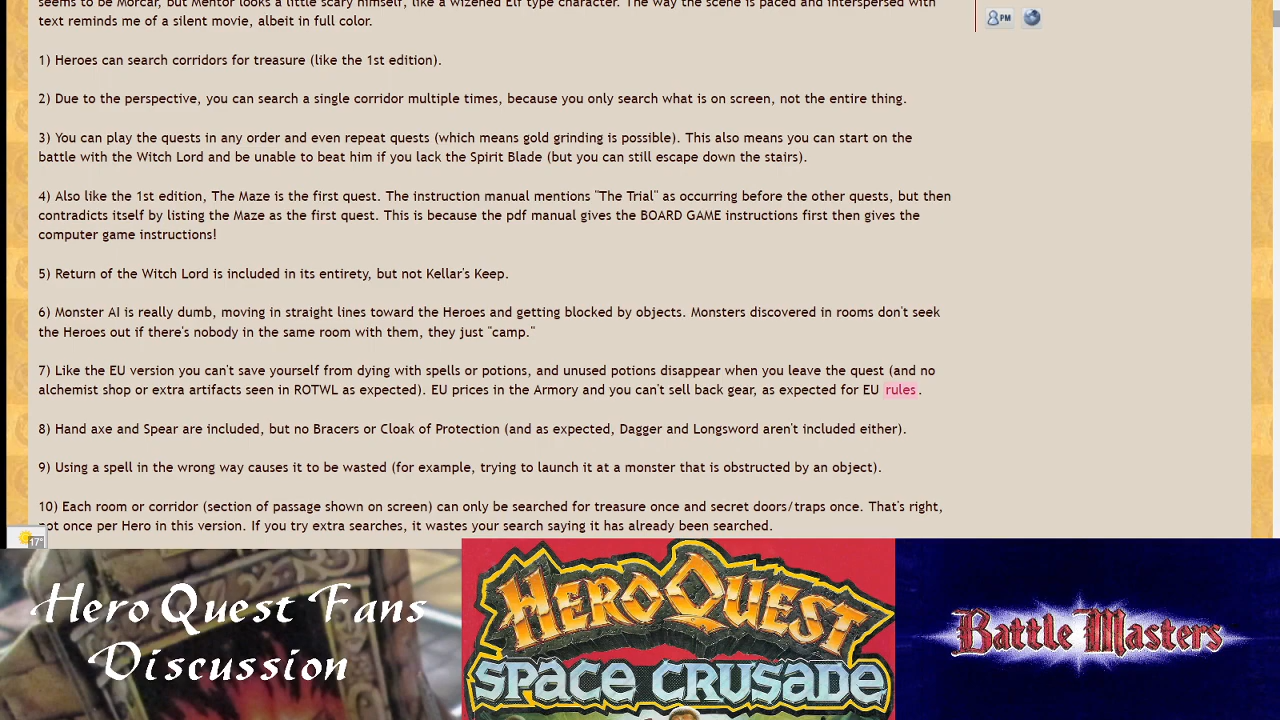 seems to be Morcar, but Mentor looks a little scary himself, like a wizened Elf type character. The way the scene is paced and interspersed with
text reminds me of a silent movie, albeit in full color.
1) Heroes can search corridors for treasure (like the 1st edition).
2) Due to the perspective, you can search a single corridor multiple times, because you only search what is on screen, not the entire thing.
3) You can play the quests in any order and even repeat quests (which means gold grinding is possible). This also means you can start on the
battle with the Witch Lord and be unable to beat him if you lack the Spirit Blade (but you can still escape down the stairs).
4) Also like the 1st edition, The Maze is the first quest. The instruction manual mentions "The Trial" as occurring before the other quests, but then
contradicts itself by listing the Maze as the first quest. This is because the pdf manual gives the BOARD GAME instructions first then gives the
computer game instructions!
5) Return of the Witch Lord is included in its entirety, but not Kellar's Keep.
6) Monster AI is really dumb, moving in straight lines toward the Heroes and getting blocked by objects. Monsters discovered in rooms don't seek
the Heroes out if there's nobody in the same room with them, they just "camp."
7) Like the EU version you can't save yourself from dying with spells or potions, and unused potions disappear when you leave the quest (and no
alchemist shop or extra artifacts seen in ROTWL as expected). EU prices in the Armory and you can't sell back gear, as expected for EU rules.
8) Hand axe and Spear are included, but no Bracers or Cloak of Protection (and as expected, Dagger and Longsword aren't included either).
9) Using a spell in the wrong way causes it to be wasted (for example, trying to launch it at a monster that is obstructed by an object).
10) Each room or corridor (section of passage shown on screen) can only be searched for treasure once and secret doors/traps once. That's right,
not once per Hero in this version. If you try extra searches, it wastes your search saying it has already been searched.
PM
17°
HeroQuest Fans
Discussion
HEROQUEST
SPACE CRUSADE
Battle Masters